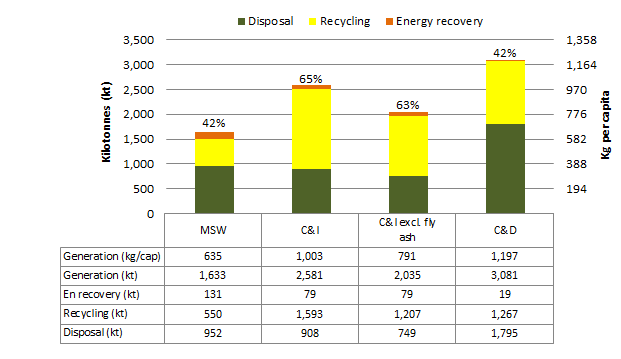 Disposal Recycling Energy recovery
3,500 1,358
3,000 42% 1,164
2,500 65% 970
2,000 63% 776
1,500 42% 582
1,000 388
500 194
0
Kilotonnes (kt)
Kg per capita
MSW C&I C&I excl. fly ash C&D
Generation (kg/cap) 635 1,003 791 1,197
Generation (kt) 1,633 2,581 2,035 3,081
En recovery (kt) 131 79 79 19
Recycling (kt) 550 1,593 1,207 1,267
Disposal (kt) 952 908 749 1,795